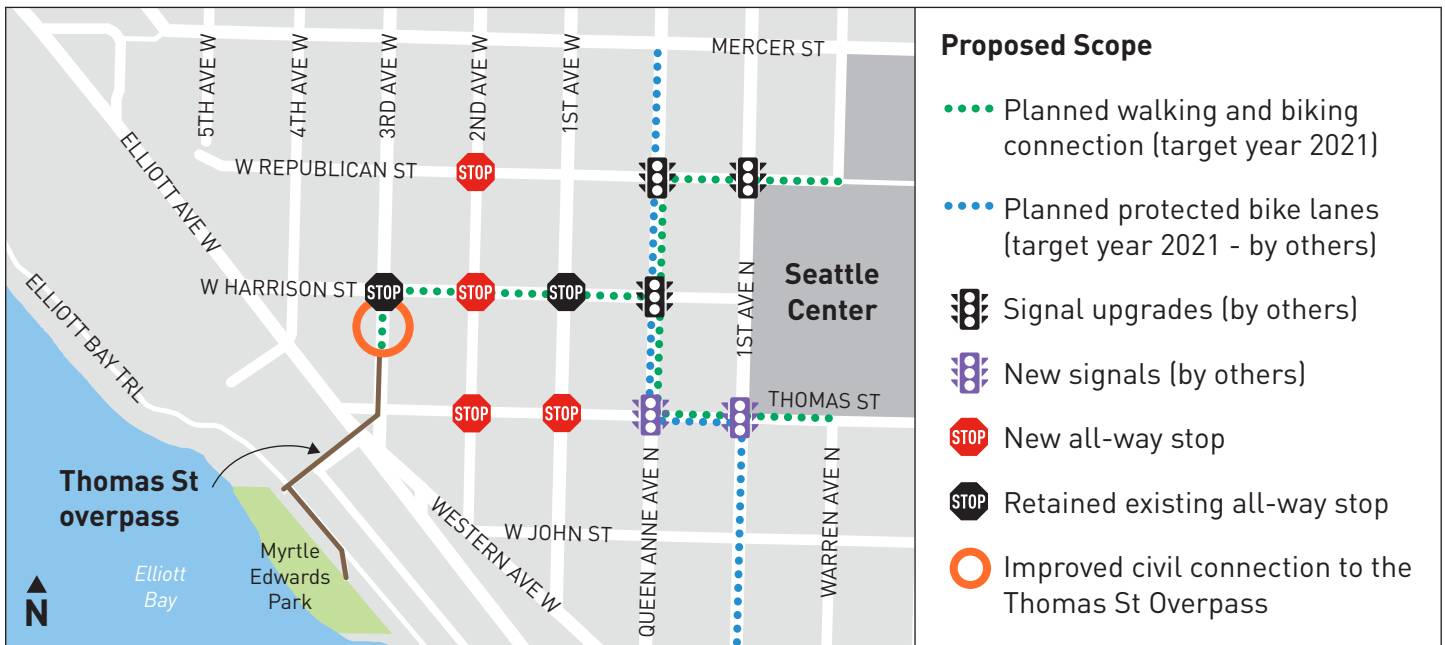 MERCER ST
5TH AVE W
4TH AVE W
3RD AVE W
2ND AVE W
1ST AVE W
ELLIOTT AVE W
W REPUBLICAN ST
STOP
W HARRISON ST
STOP
STOP
STOP
Seattle
Center
1ST AVE N
ELLIOTT BAY TRL
THOMAS ST
STOP
STOP
Thomas St
overpass
WESTERN AVE W
W JOHN ST
QUEEN ANNE AVE N
WARREN AVE N
Myrtle
Edwards
Park
Elliott
Bay
N
Proposed Scope
Planned walking and biking
connection (target year 2021)
Planned protected bike lanes
(target year 2021 - by others)
Signal upgrades (by others)
New signals (by others)
STOP New all-way stop
STOP Retained existing all-way stop
Improved civil connection to the
Thomas St Overpass